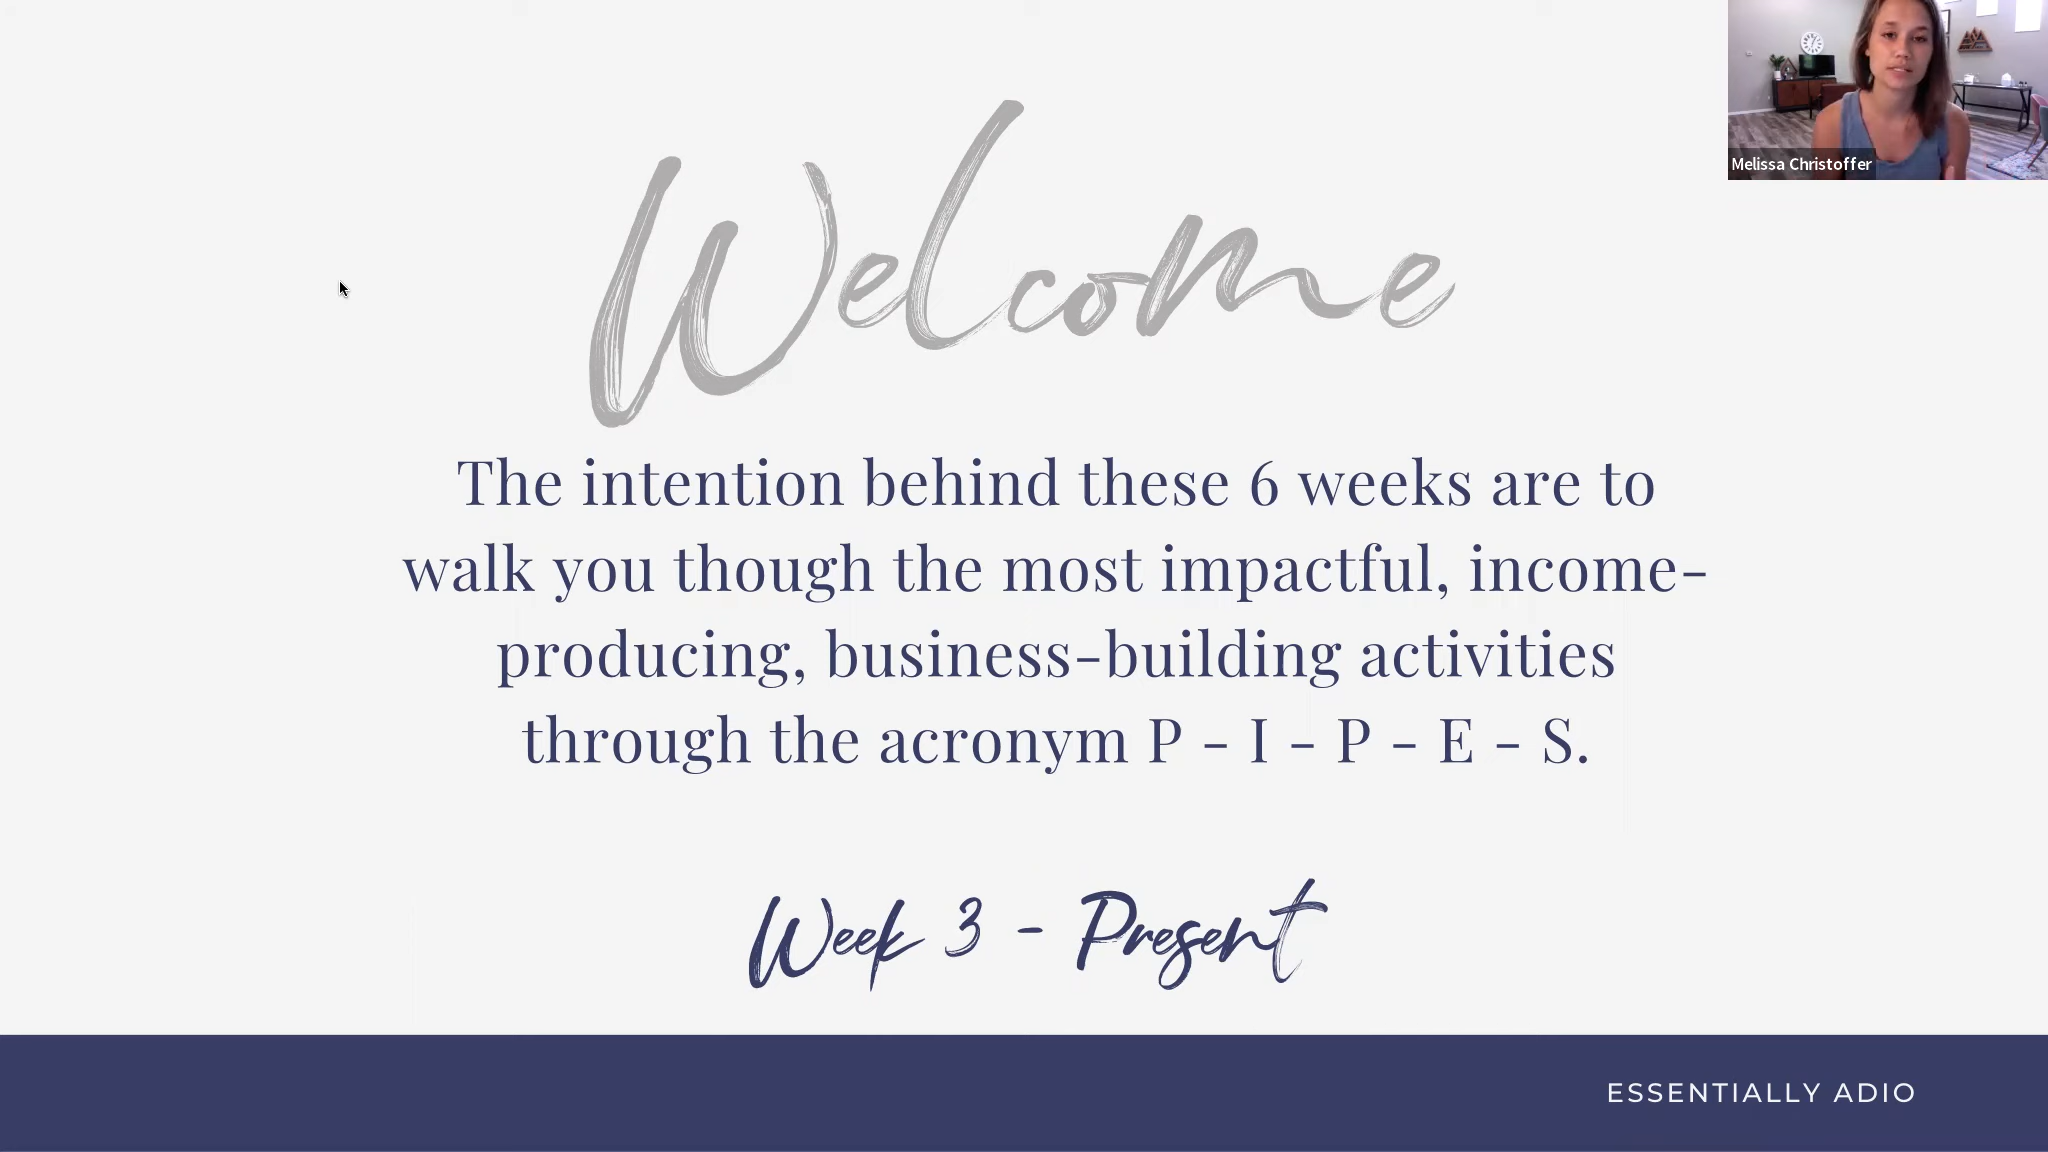 Melissa Christoffer
Welcome
The intention behind these 6 weeks are to
walk you though the most impactful, income-
producing, business-building activities
through the acronym P - I - P - E - S.
Week 3 - Present
ESSENTIALLY ADIO